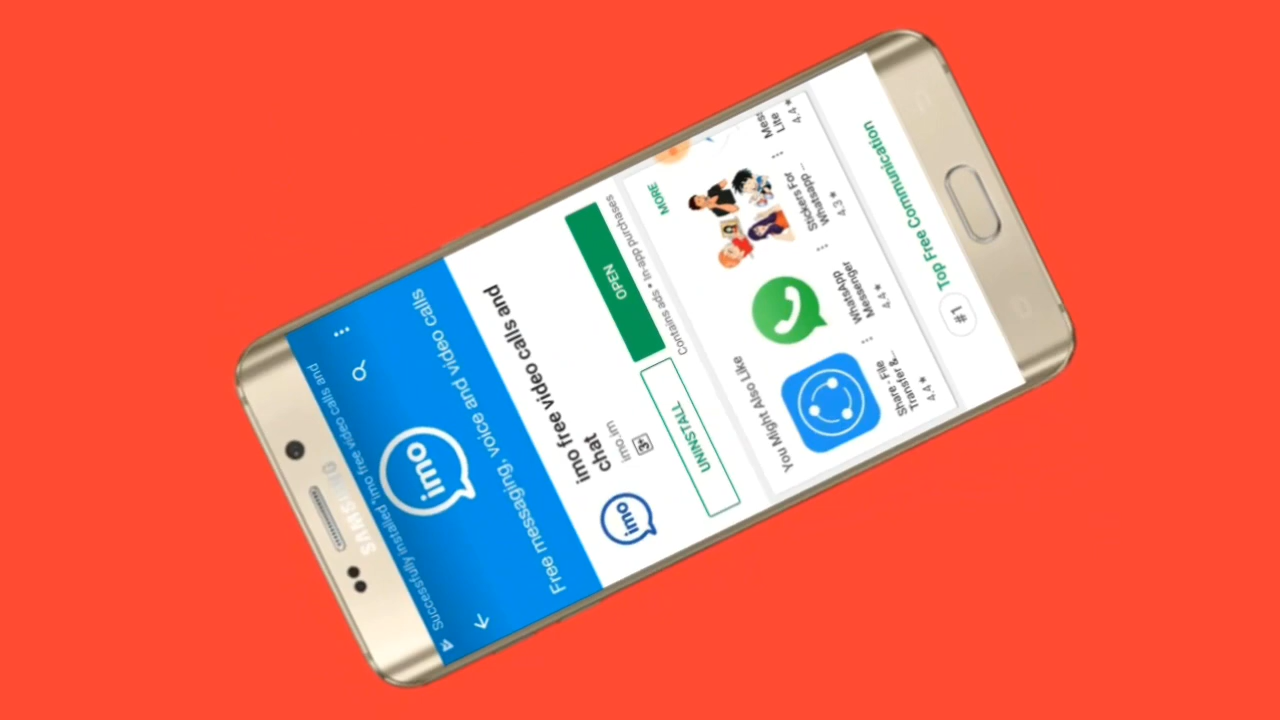 SAMSUNG
Successfully installed "imo free video calls and
imo
Free messaging, voice and video calls
imo
imo free video calls and
chat
imo.im
3+
UNINSTALL
OPEN
Contains ads • In-app purchases
You Might Also Like
MORE
Share - File
Transfer &...
4.4★
WhatsApp
Messenger
4.4★
Stickers For
Whatsapp ...
4.3★
Lite
4.4★
#1
Top Free Communication